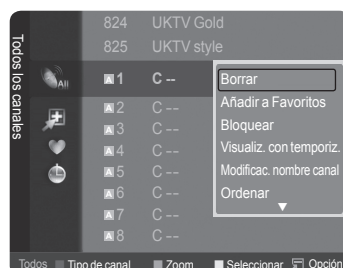 824 UKTV Gold
825 UKTV style
Todos los canales
All
A 1 C --
A 2 C --
A 3 C --
A 4 C --
A 5 C --
A 6 C --
A 7 C --
A 8 C --
Borrar
Añadir a Favoritos
Bloquear
Visualiz. con temporiz.
Modificac. nombre canal
Ordenar
Todos Tipo de canal Zoom Seleccionar Opción